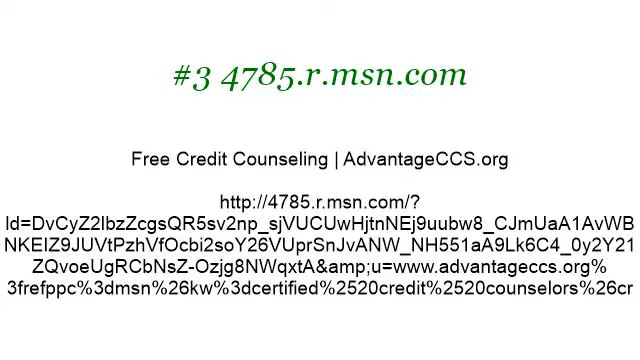 #3 4785.r.msn.com
Free Credit Counseling | AdvantageCCS.org
http://4785.r.msn.com/?
ld=DvCyZ2lbzZcgsQR5sv2np_sjVUCUwHjtnNEj9uubw8_CJmUaA1AvWB
NKEIZ9JUVtPzhVfOcbi2soY26VUprSnJvANW_NH551aA9Lk6C4_0y2Y21
ZQvoeUgRCbNsZ-Ozjg8NWqxtA&amp;u=www.advantageccs.org%
3frefppc%3dmsn%26kw%3dcertified%2520credit%2520counselors%26cr